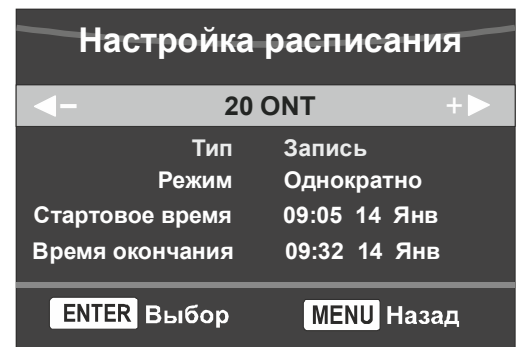 Настройка расписания
◀− 20 ONT +▶
Тип Запись
Режим Однократно
Стартовое время 09:05 14 Янв
Время окончания 09:32 14 Янв
ENTER Выбор MENU Назад